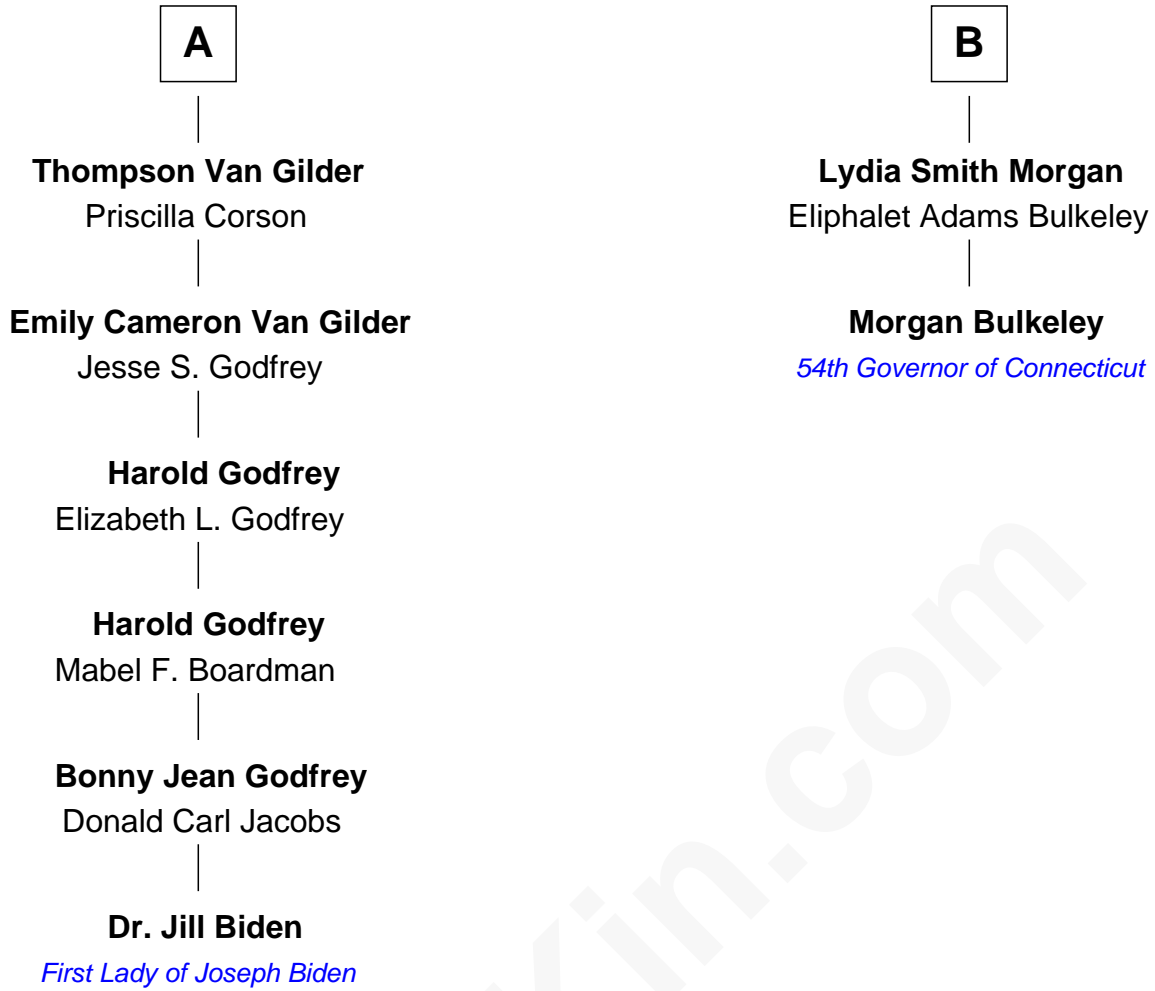 A
Thompson Van Gilder
Priscilla Corson
Emily Cameron Van Gilder
Jesse S. Godfrey
Harold Godfrey
Elizabeth L. Godfrey
Harold Godfrey
Mabel F. Boardman
Bonny Jean Godfrey
Donald Carl Jacobs
Dr. Jill Biden
First Lady of Joseph Biden
B
Lydia Smith Morgan
Eliphalet Adams Bulkeley
Morgan Bulkeley
54th Governor of Connecticut
Kin.com